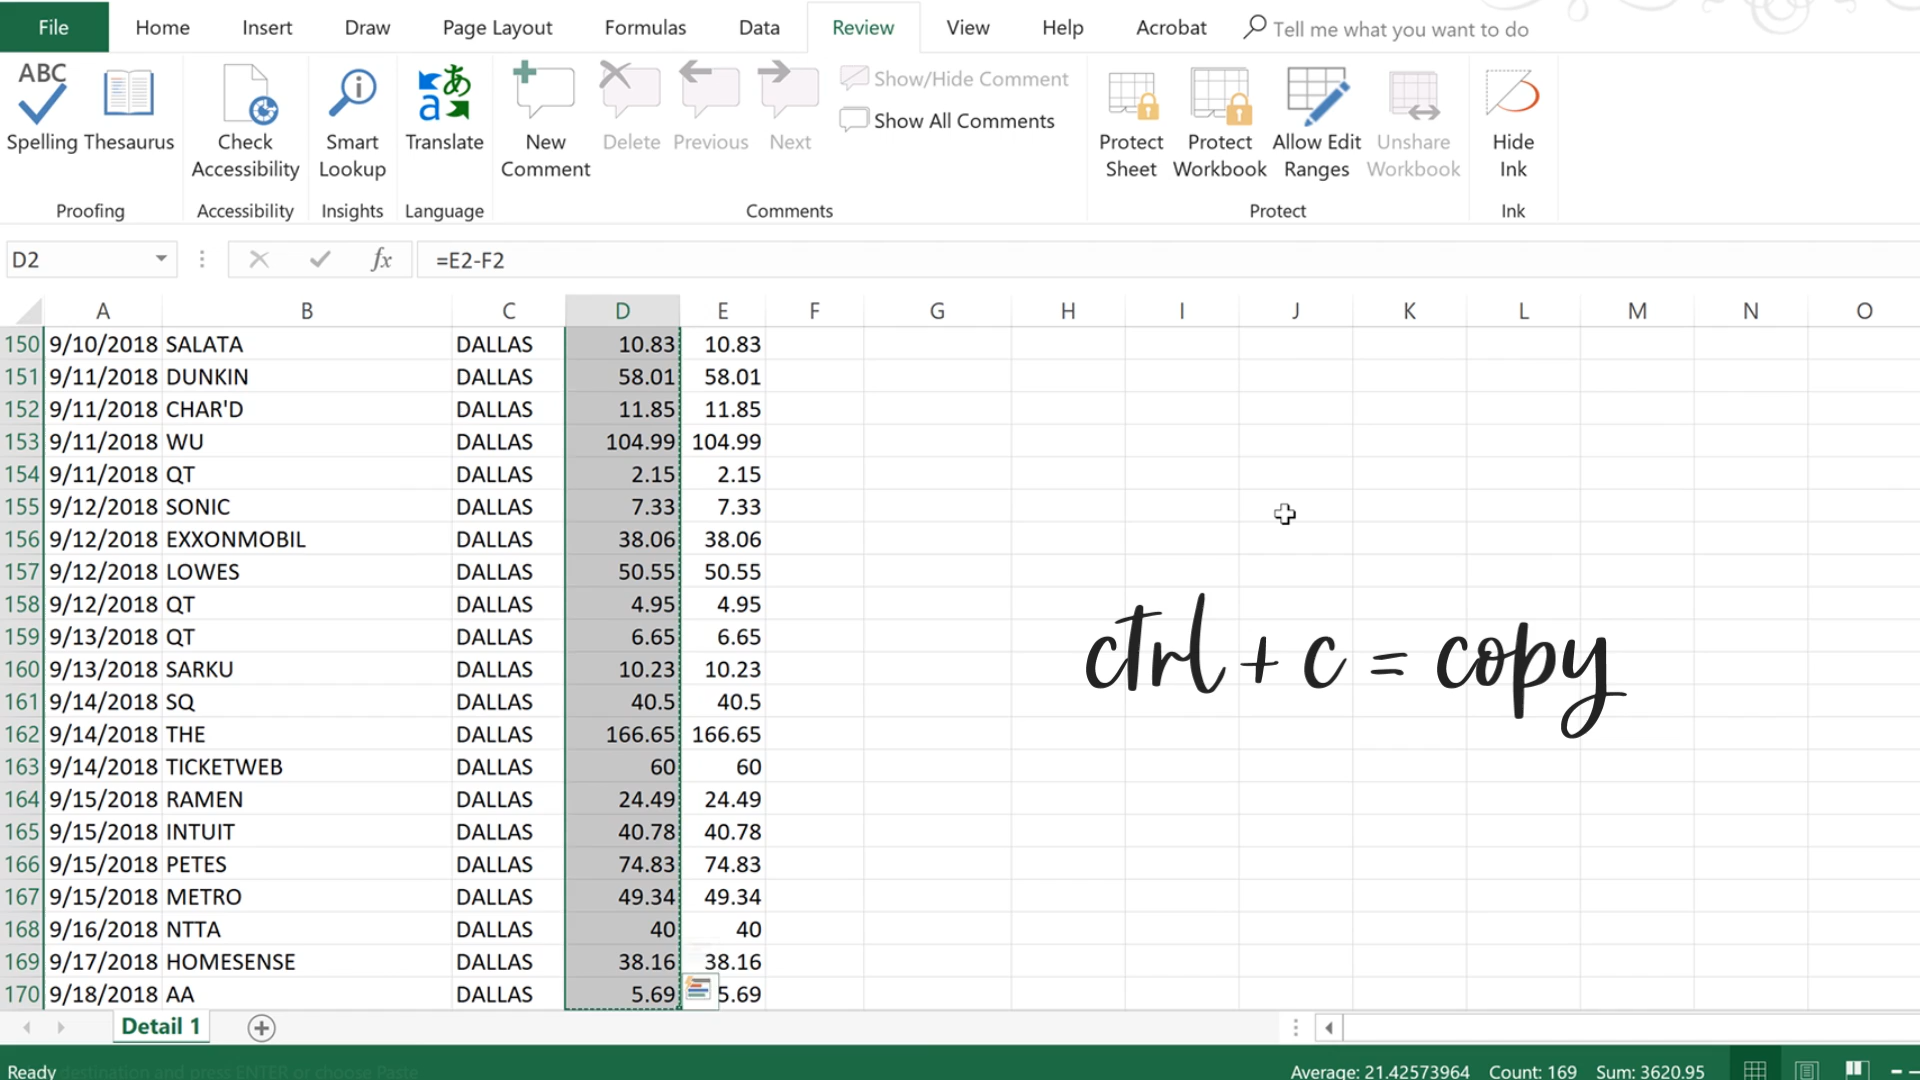 File Home Insert Draw Page Layout Formulas Data Review View Help Acrobat Tell me what you want to do
ABC
Spelling Thesaurus Check Accessibility Smart Lookup Translate New Comment Delete Previous Next Show/Hide Comment Show All Comments Protect Sheet Protect Workbook Allow Edit Ranges Unshare Workbook Hide Ink
Proofing Accessibility Insights Language Comments Protect Ink
D2 fx =E2-F2
A B C D E F G H I J K L M N O
150 9/10/2018 SALATA DALLAS 10.83 10.83
151 9/11/2018 DUNKIN DALLAS 58.01 58.01
152 9/11/2018 CHAR'D DALLAS 11.85 11.85
153 9/11/2018 WU DALLAS 104.99 104.99
154 9/11/2018 QT DALLAS 2.15 2.15
155 9/12/2018 SONIC DALLAS 7.33 7.33
156 9/12/2018 EXXONMOBIL DALLAS 38.06 38.06
157 9/12/2018 LOWES DALLAS 50.55 50.55
158 9/12/2018 QT DALLAS 4.95 4.95
159 9/13/2018 QT DALLAS 6.65 6.65
160 9/13/2018 SARKU DALLAS 10.23 10.23
ctrl + c = copy
161 9/14/2018 SQ DALLAS 40.5 40.5
162 9/14/2018 THE DALLAS 166.65 166.65
163 9/14/2018 TICKETWEB DALLAS 60 60
164 9/15/2018 RAMEN DALLAS 24.49 24.49
165 9/15/2018 INTUIT DALLAS 40.78 40.78
166 9/15/2018 PETES DALLAS 74.83 74.83
167 9/15/2018 METRO DALLAS 49.34 49.34
168 9/16/2018 NTTA DALLAS 40 40
169 9/17/2018 HOMESENSE DALLAS 38.16 38.16
170 9/18/2018 AA DALLAS 5.69 5.69
Detail 1
Ready destination and press ENTER or choose Paste Average: 21.42573964 Count: 169 Sum: 3620.95